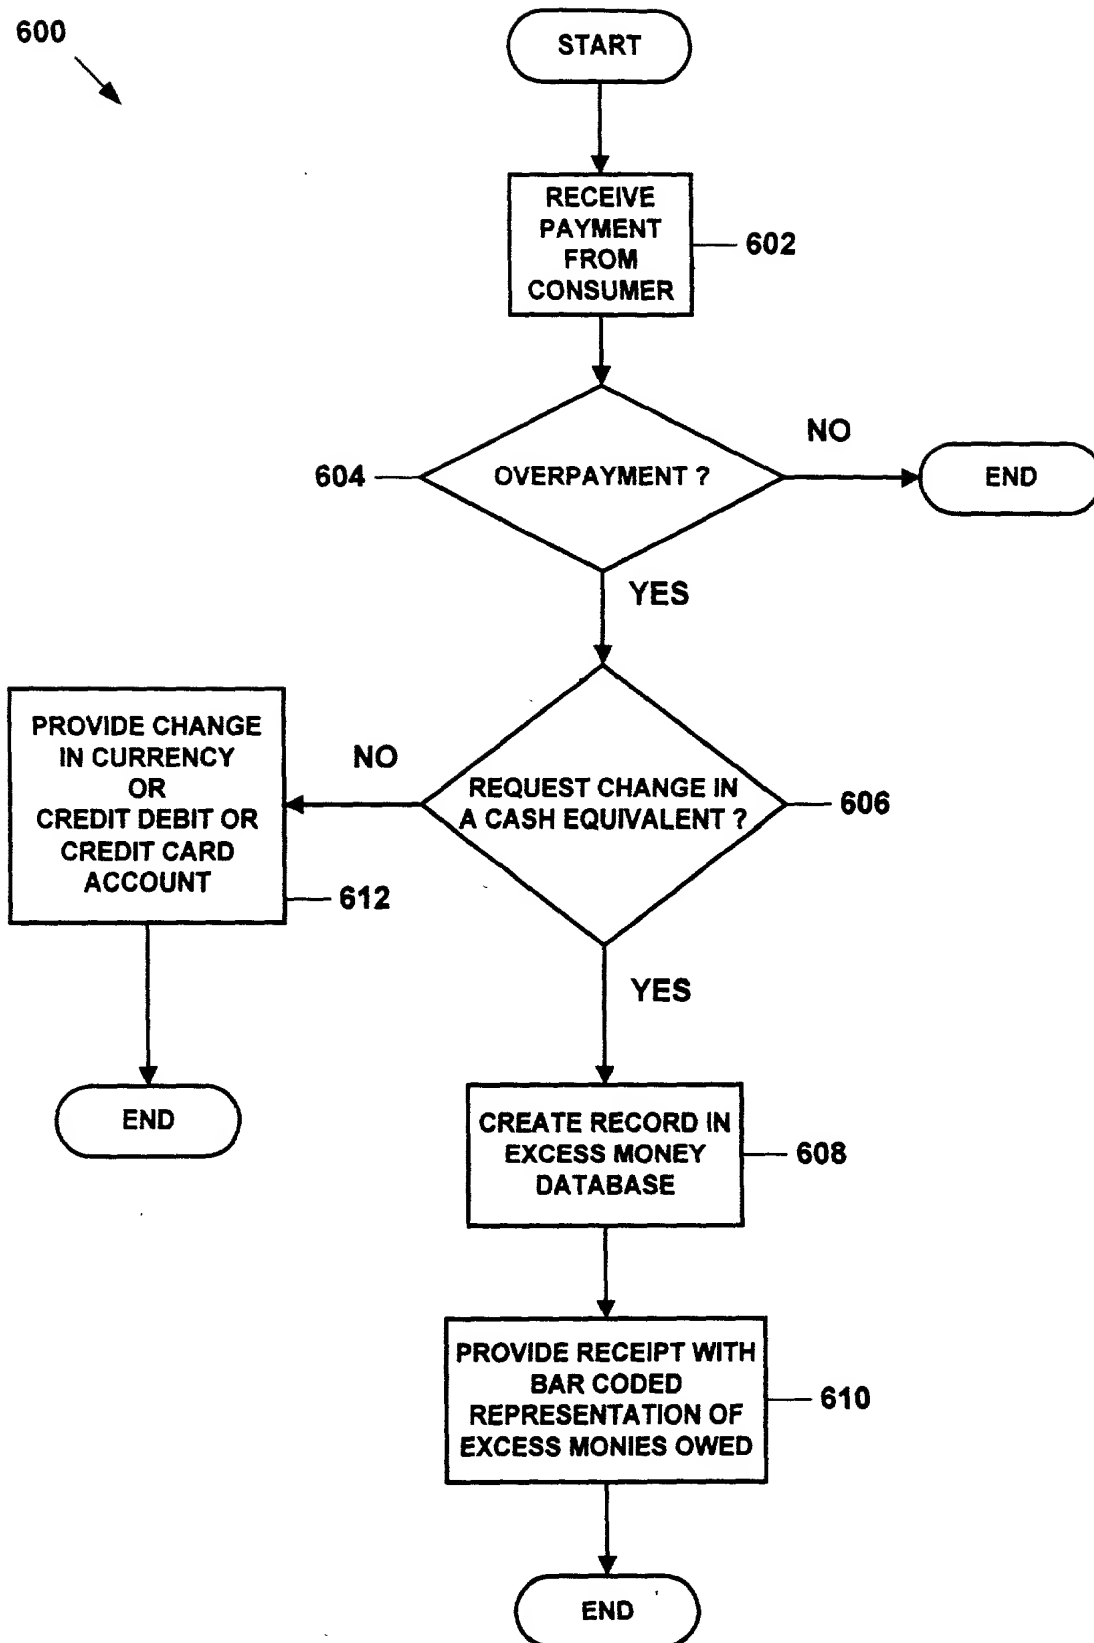 600
START
RECEIVE
PAYMENT
FROM
CONSUMER
602
604
OVERPAYMENT ?
NO
END
YES
PROVIDE CHANGE
IN CURRENCY
OR
CREDIT DEBIT OR
CREDIT CARD
ACCOUNT
612
NO
REQUEST CHANGE IN
A CASH EQUIVALENT ?
606
YES
END
CREATE RECORD IN
EXCESS MONEY
DATABASE
608
PROVIDE RECEIPT WITH
BAR CODED
REPRESENTATION OF
EXCESS MONIES OWED
610
END